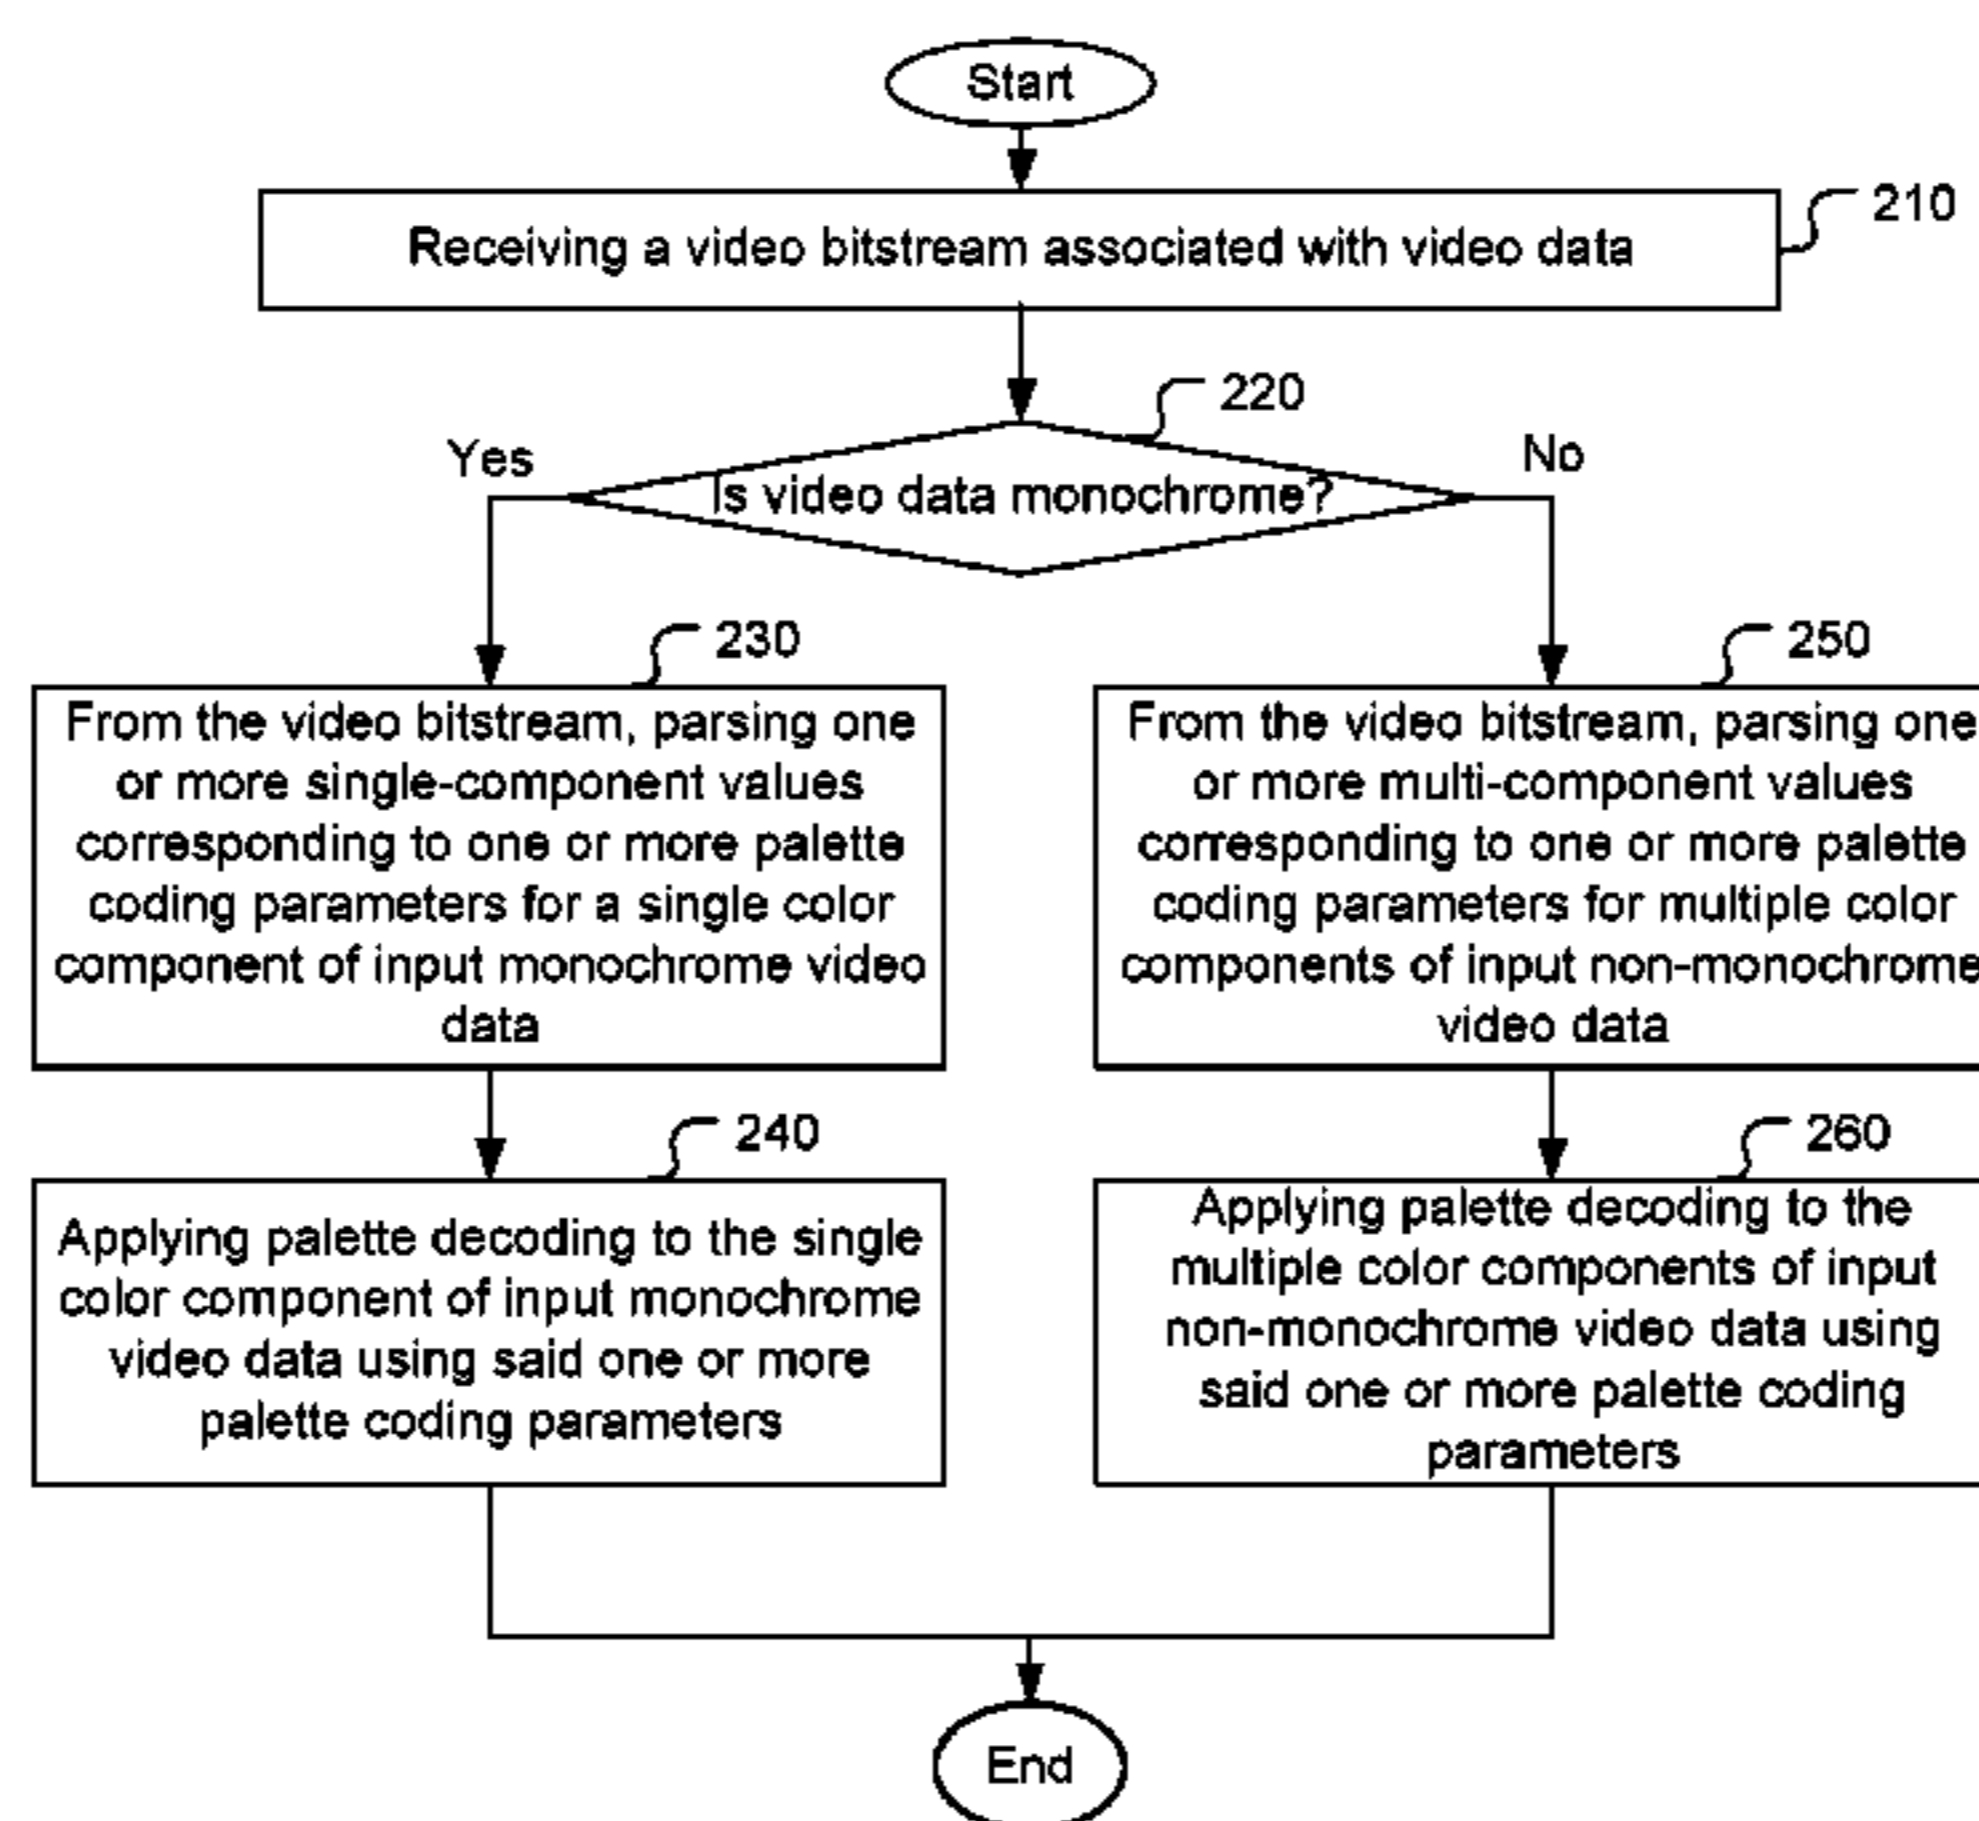 Start
Receiving a video bitstream associated with video data
210
220
Yes
No
Is video data monochrome?
230
From the video bitstream, parsing one
or more single-component values
corresponding to one or more palette
coding parameters for a single color
component of input monochrome video
data
250
From the video bitstream, parsing one
or more multi-component values
corresponding to one or more palette
coding parameters for multiple color
components of input non-monochrome
video data
240
Applying palette decoding to the single
color component of input monochrome
video data using said one or more
palette coding parameters
260
Applying palette decoding to the
multiple color components of input
non-monochrome video data using
said one or more palette coding
parameters
End